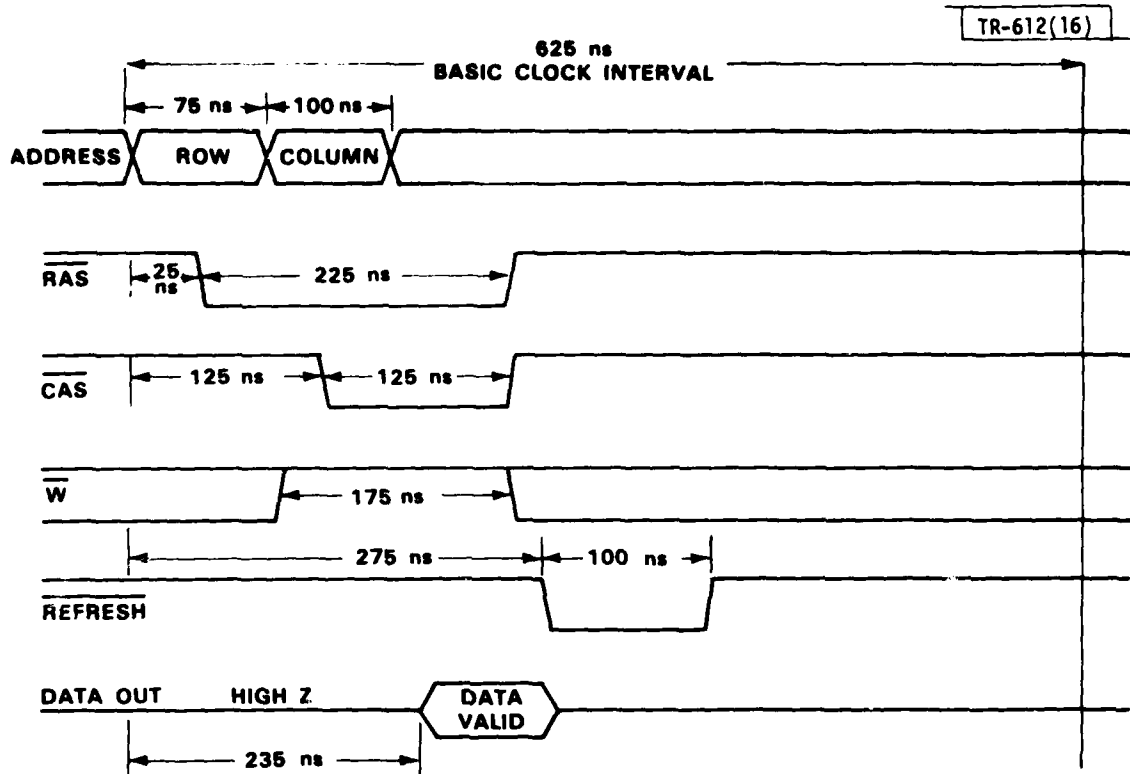 TR-612(16)
625 ns
BASIC CLOCK INTERVAL
75 ns
100 ns
ADDRESS
ROW
COLUMN
RAS
25
ns
225 ns
CAS
125 ns
125 ns
W
175 ns
275 ns
100 ns
REFRESH
DATA OUT
HIGH Z
DATA
VALID
235 ns